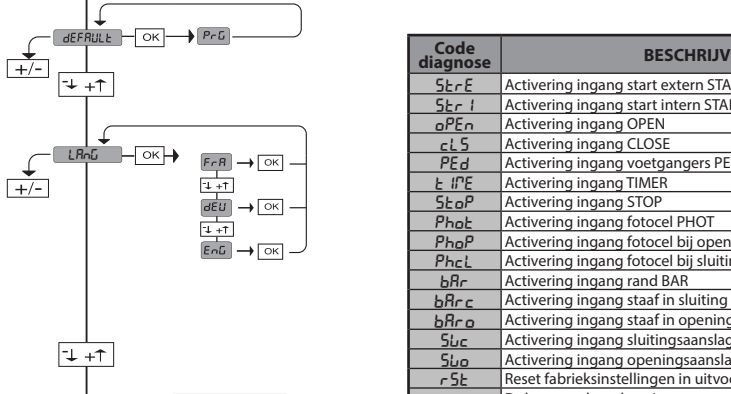 dEFAULt OK PrG
+/-
-↓ +↑
LAnG OK
+/-
FrA OK
-↓ +↑
dEU OK
-↓ +↑
EnG OK
-↓ +↑
Code diagnose BESCHRIJV
StrE Activering ingang start extern STA
Str I Activering ingang start intern STA
oPEn Activering ingang OPEN
cLS Activering ingang CLOSE
PEd Activering ingang voetgangers PE
t IME Activering ingang TIMER
StoP Activering ingang STOP
Phot Activering ingang fotocel PHOT
PhoP Activering ingang fotocel bij open
PhcL Activering ingang fotocel bij sluiti
bAr Activering ingang rand BAR
bArc Activering ingang staaf in sluiting
bAro Activering ingang staaf in opening
Swc Activering ingang sluitingsaanslag
Swo Activering ingang openingsaansla
rSt Reset fabrieksinstellingen in uitvoe